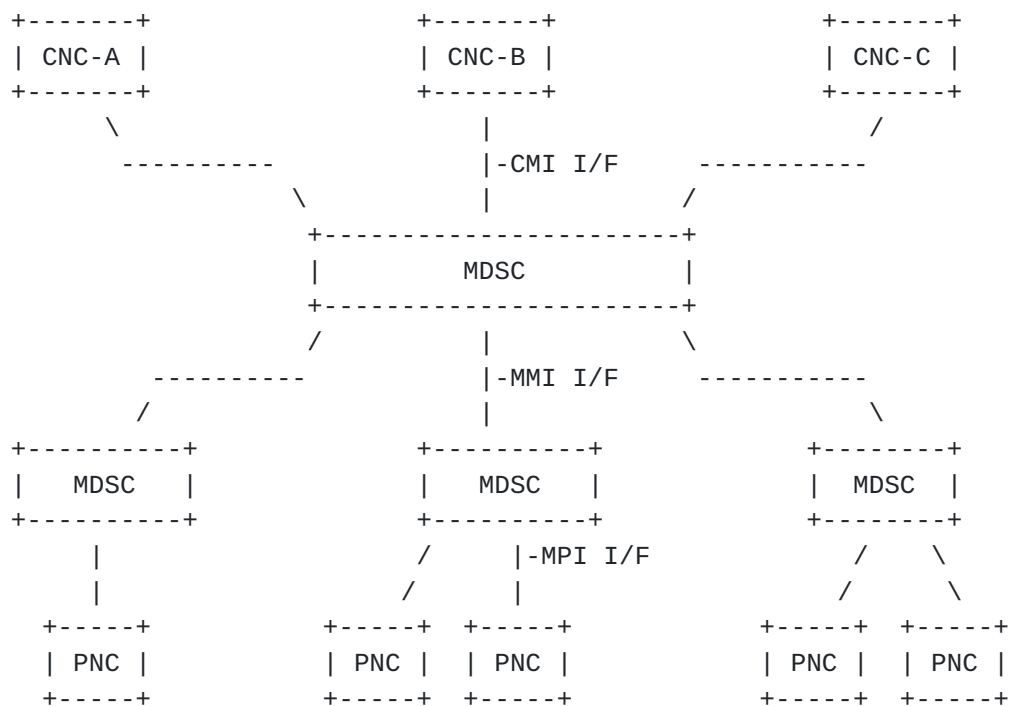 CNC-A CNC-B CNC-C
-CMI I/F
MDSC
-MMI I/F
MDSC MDSC MDSC
-MPI I/F
PNC PNC PNC PNC PNC